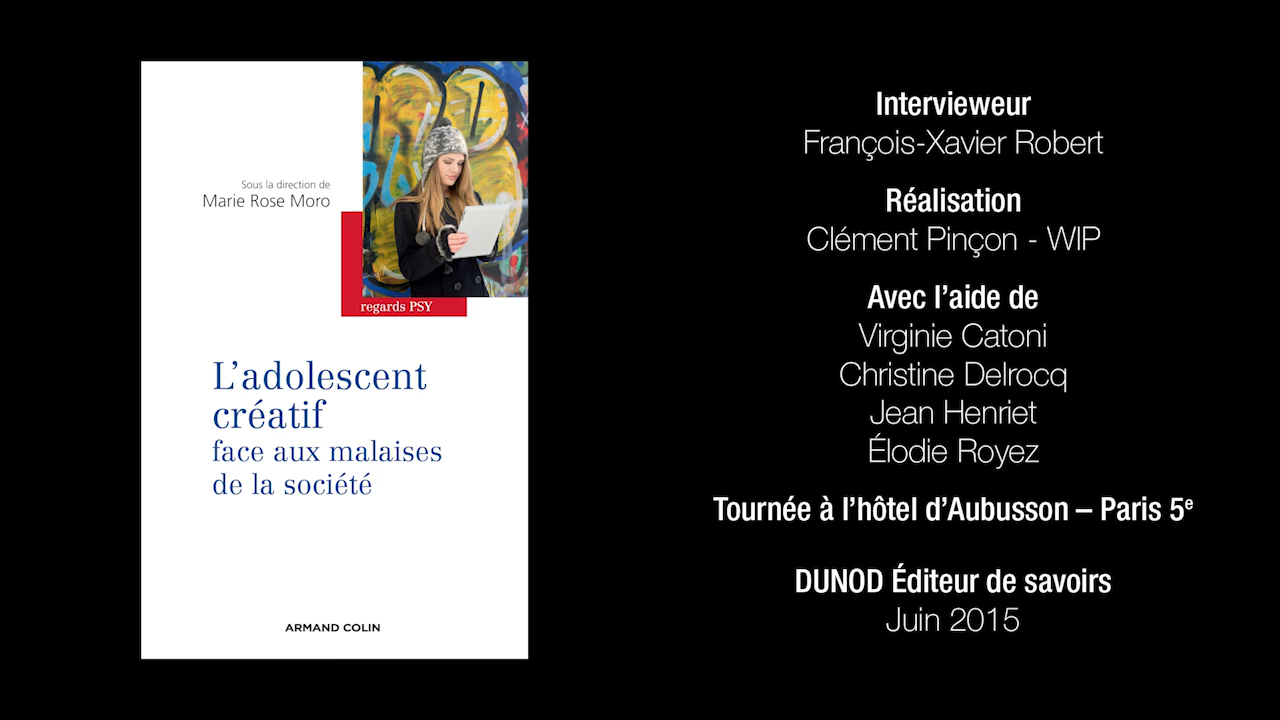 Sous la direction de
Marie Rose Moro
regards PSY
L’adolescent
créatif
face aux malaises
de la société
ARMAND COLIN
Intervieweur
François-Xavier Robert
Réalisation
Clément Pinçon - WIP
Avec l’aide de
Virginie Catoni
Christine Delrocq
Jean Henriet
Élodie Royez
Tournée à l’hôtel d’Aubusson – Paris 5e
DUNOD Éditeur de savoirs
Juin 2015